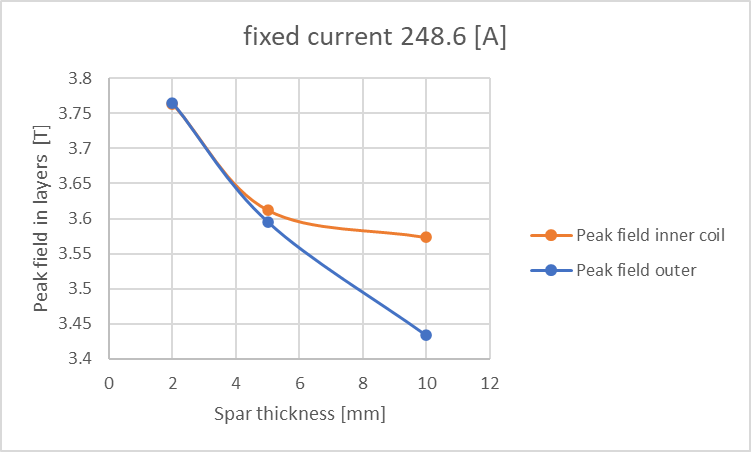 fixed current 248.6 [A]
Peak field in layers [T]
3.8
3.75
3.7
3.65
3.6
3.55
3.5
3.45
3.4
0 2 4 6 8 10 12
Spar thickness [mm]
Peak field inner coil
Peak field outer